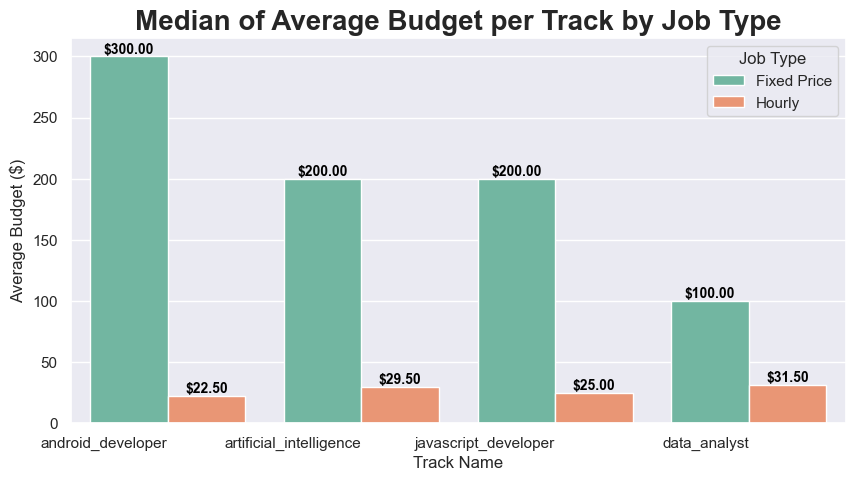 Median of Average Budget per Track by Job Type
Average Budget ($)
300
250
200
150
100
50
0
$300.00
$22.50
$200.00
$29.50
$200.00
$25.00
$100.00
$31.50
Job Type
Fixed Price
Hourly
android_developer
artificial_intelligence
javascript_developer
data_analyst
Track Name